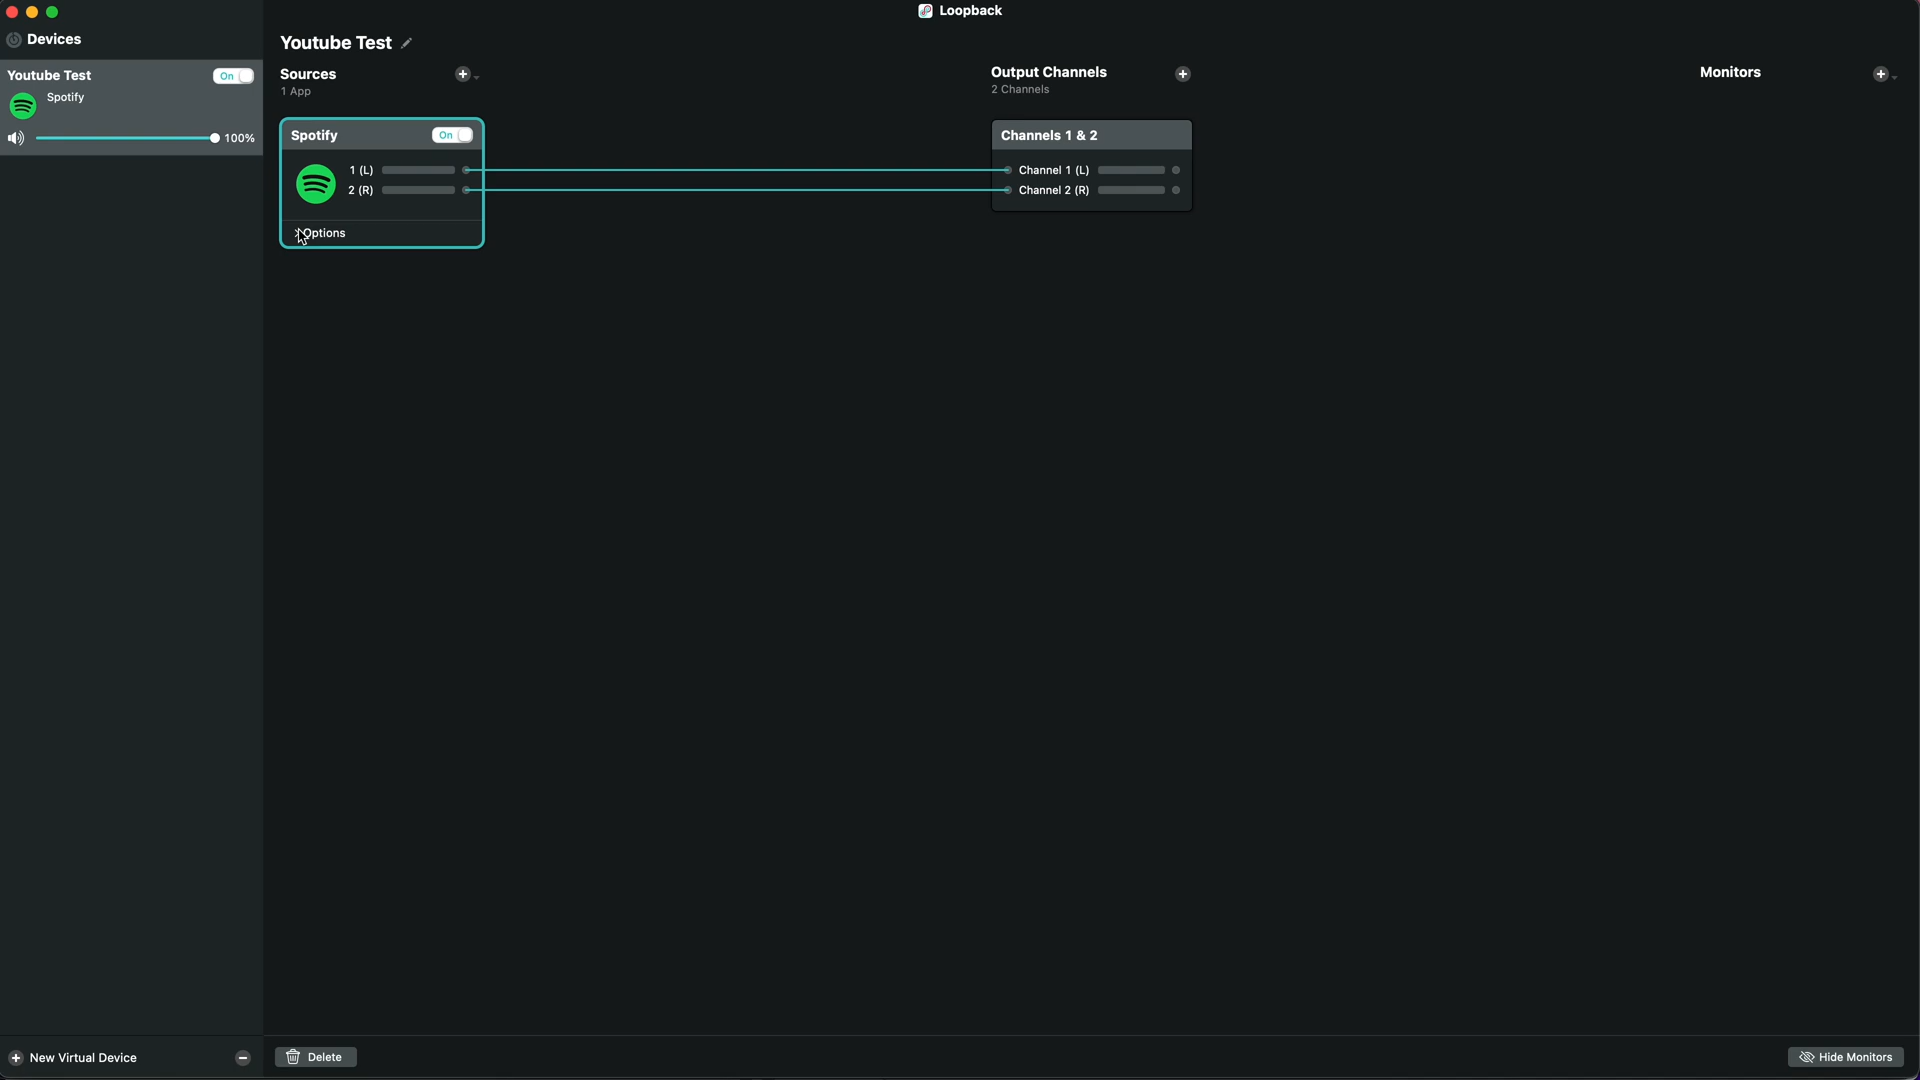 Loopback
Devices
Youtube Test
On
Spotify
100%
Youtube Test
Sources
1 App
Output Channels
2 Channels
Monitors
Spotify
On
1 (L)
2 (R)
Options
Channels 1 & 2
Channel 1 (L)
Channel 2 (R)
New Virtual Device
Delete
Hide Monitors